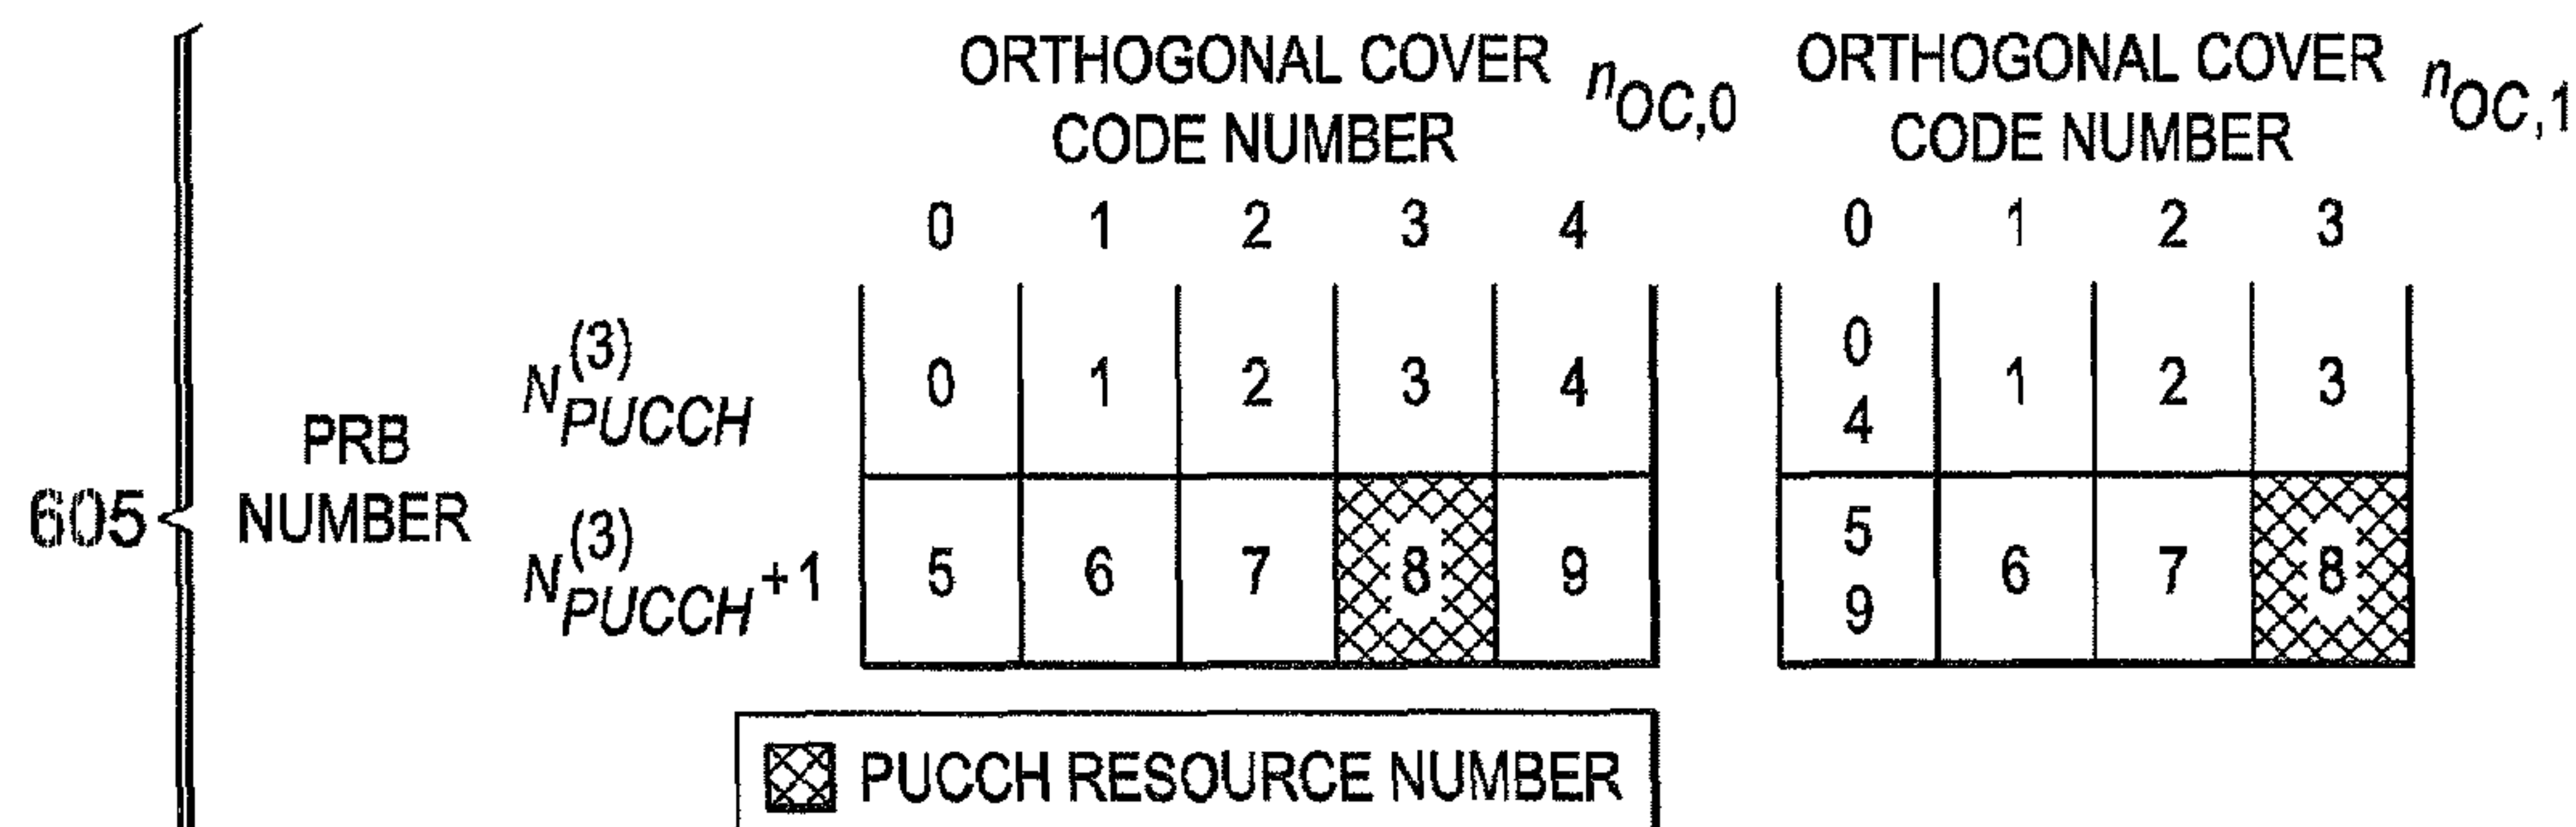 ORTHOGONAL COVER CODE NUMBER n_OC,0
ORTHOGONAL COVER CODE NUMBER n_OC,1
0 1 2 3 4
0 1 2 3
605
PRB NUMBER
N_PUCCH^(3)
0 1 2 3 4
0 4 1 2 3
N_PUCCH^(3)+1
5 6 7 8 9
5 9 6 7 8
PUCCH RESOURCE NUMBER